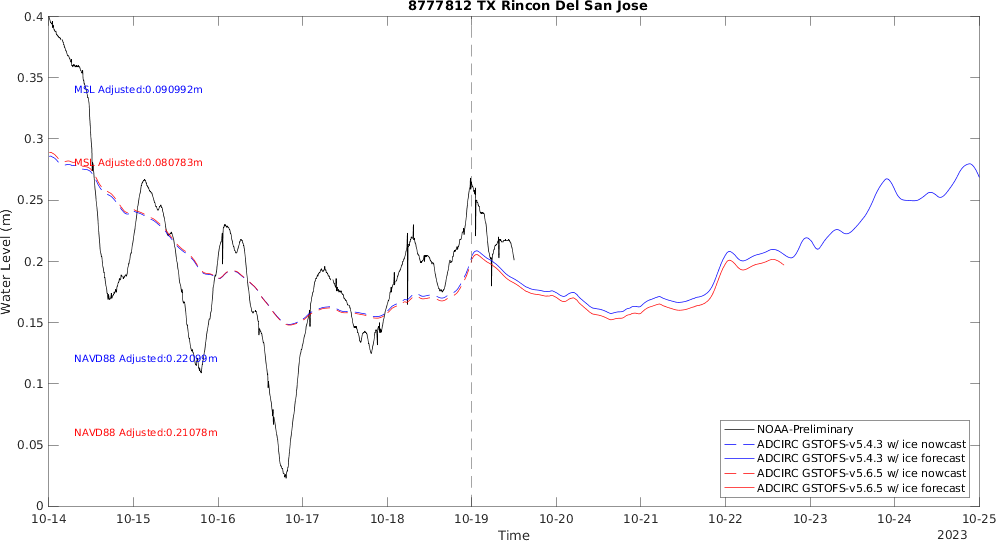 8777812 TX Rincon Del San Jose
0.4
0.35
0.3
0.25
0.2
0.15
0.1
0.05
0
Water Level (m)
MSL Adjusted:0.090992m
MSL Adjusted:0.080783m
NAVD88 Adjusted:0.22099m
NAVD88 Adjusted:0.21078m
NOAA-Preliminary
ADCIRC GSTOFS-v5.4.3 w/ ice nowcast
ADCIRC GSTOFS-v5.4.3 w/ ice forecast
ADCIRC GSTOFS-v5.6.5 w/ ice nowcast
ADCIRC GSTOFS-v5.6.5 w/ ice forecast
10-14 10-15 10-16 10-17 10-18 10-19 10-20 10-21 10-22 10-23 10-24 10-25
Time
2023